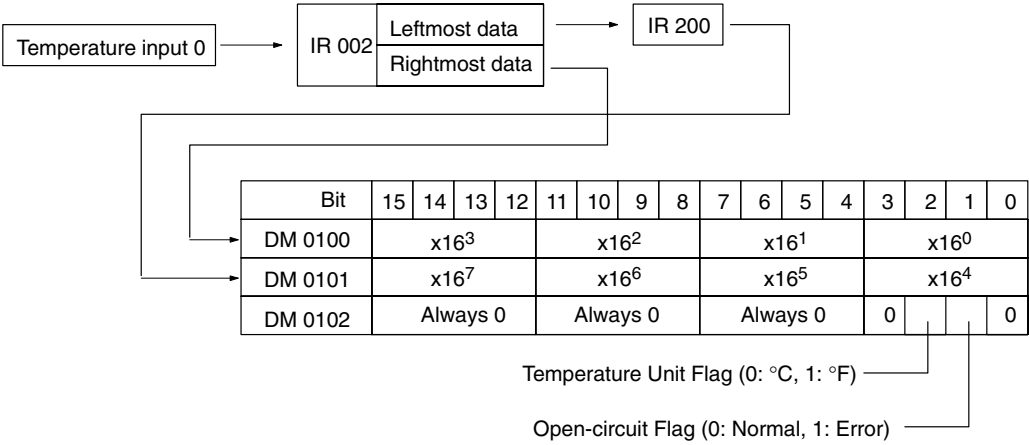 Temperature input 0
IR 002
Leftmost data
Rightmost data
IR 200
Bit 15 14 13 12 11 10 9 8 7 6 5 4 3 2 1 0
DM 0100 x16³ x16² x16¹ x16⁰
DM 0101 x16⁷ x16⁶ x16⁵ x16⁴
DM 0102 Always 0 Always 0 Always 0 0 0
Temperature Unit Flag (0: °C, 1: °F)
Open-circuit Flag (0: Normal, 1: Error)